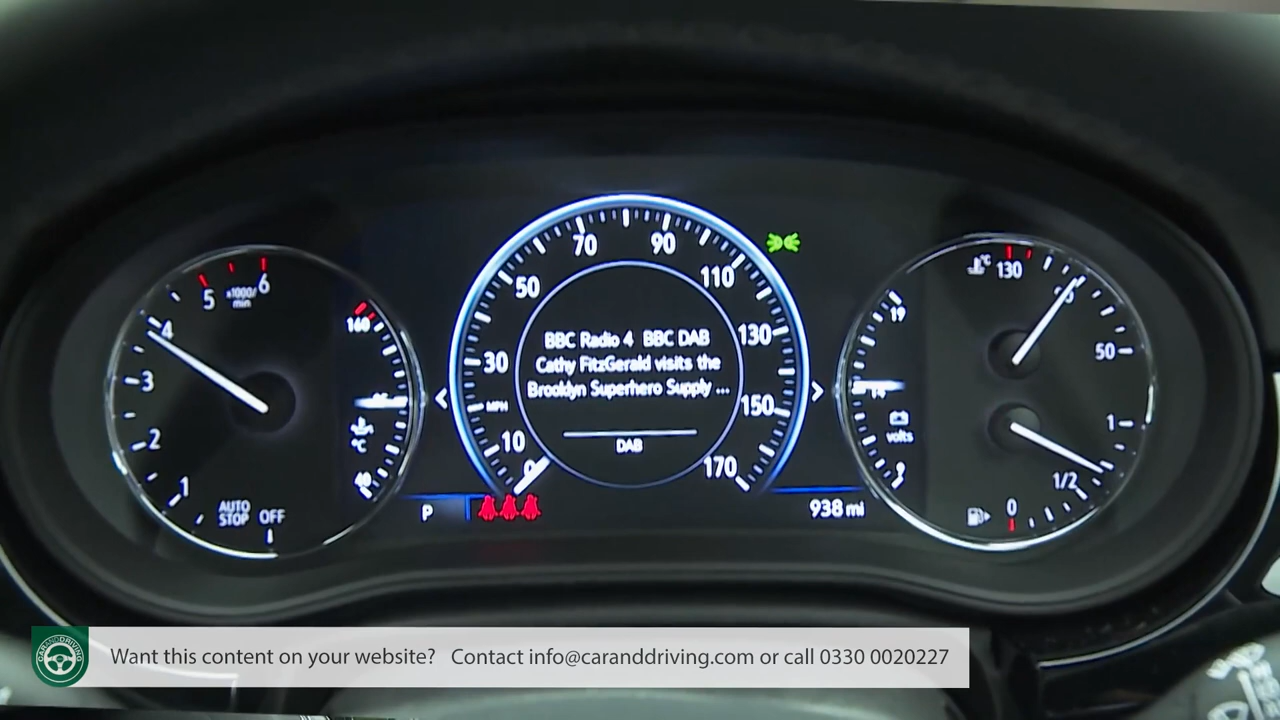 70
90
50
110
30
130
MPH
150
10
0
170
BBC Radio 4 BBC DAB
Cathy FitzGerald visits the
Brooklyn Superhero Supply ...
DAB
P
938 mi
6
5
x1000/
min
4
3
2
1
AUTO
STOP
OFF
160
°C
40
°C
130
50
19
volts
1
1/2
0
CARANDDRIVING
Want this content on your website? Contact info@caranddriving.com or call 0330 0020227